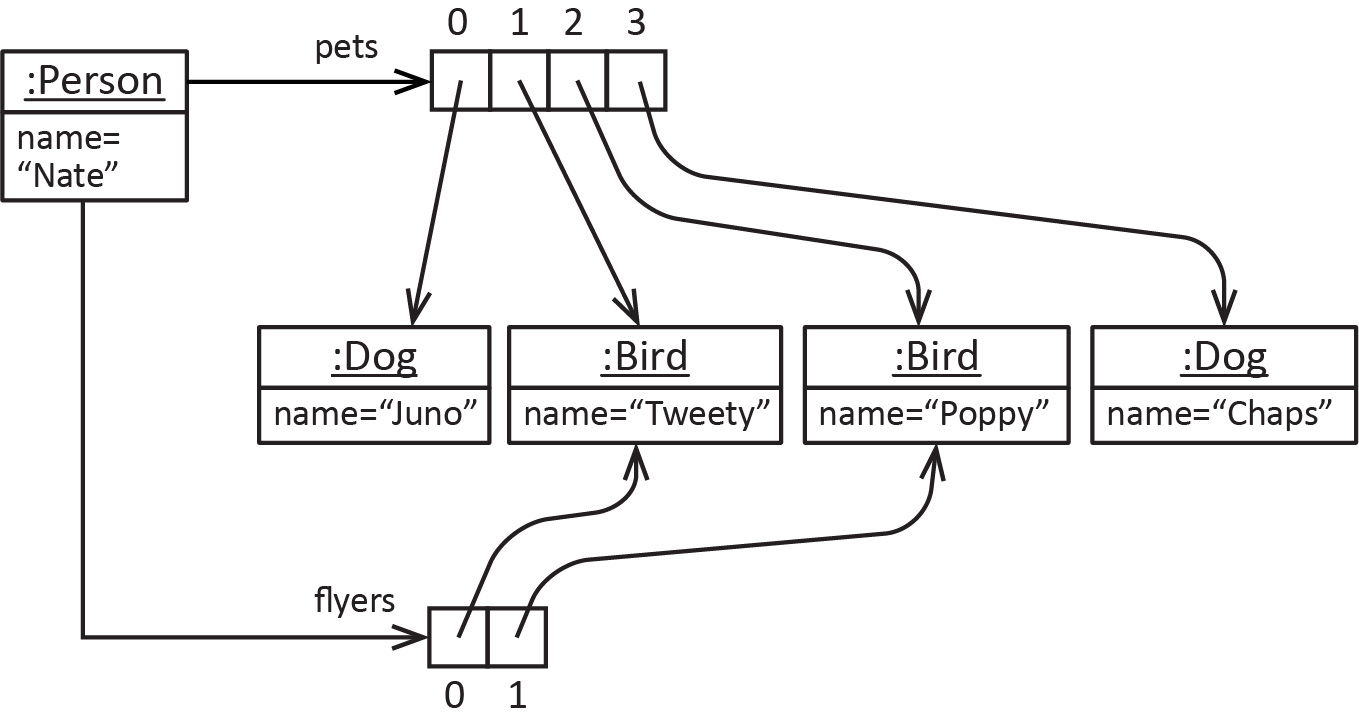 0 1 2 3
pets
:Person
name=
“Nate”
:Dog
name=“Juno”
:Bird
name=“Tweety”
:Bird
name=“Poppy”
:Dog
name=“Chaps”
flyers
0 1